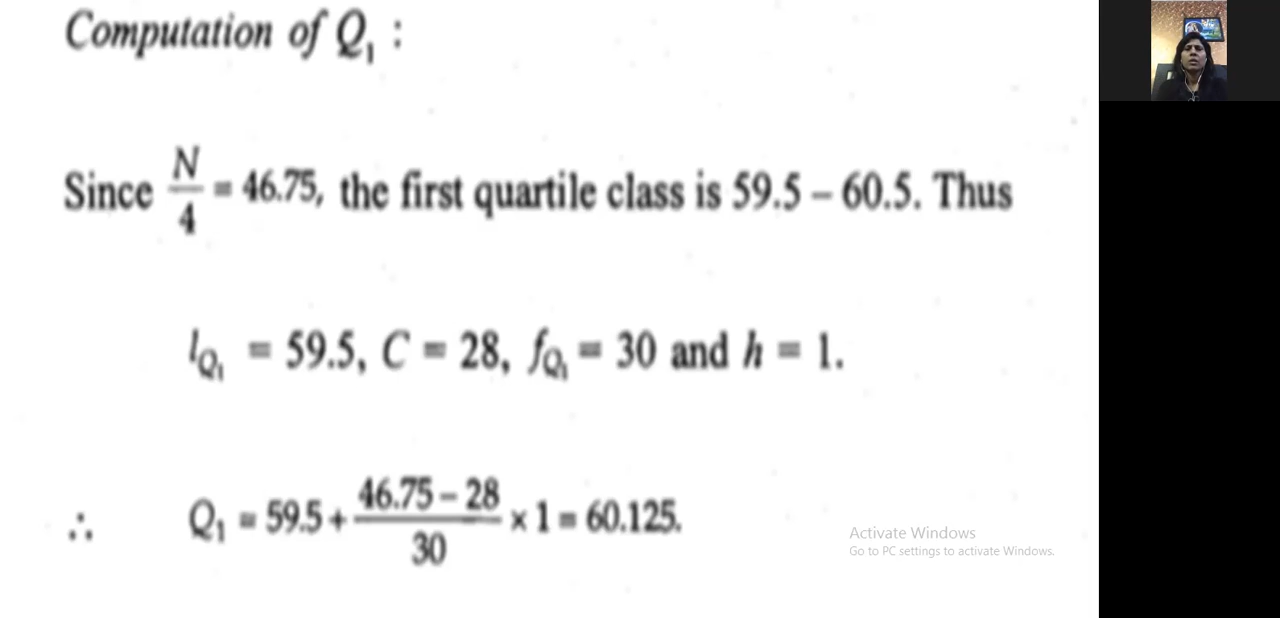 Computation of Q₁ :
Since N/4 = 46.75, the first quartile class is 59.5 – 60.5. Thus
l_Q₁ = 59.5, C = 28, f_Q₁ = 30 and h = 1.
∴ Q₁ = 59.5 + (46.75 – 28)/30 × 1 = 60.125.
Activate Windows
Go to PC settings to activate Windows.